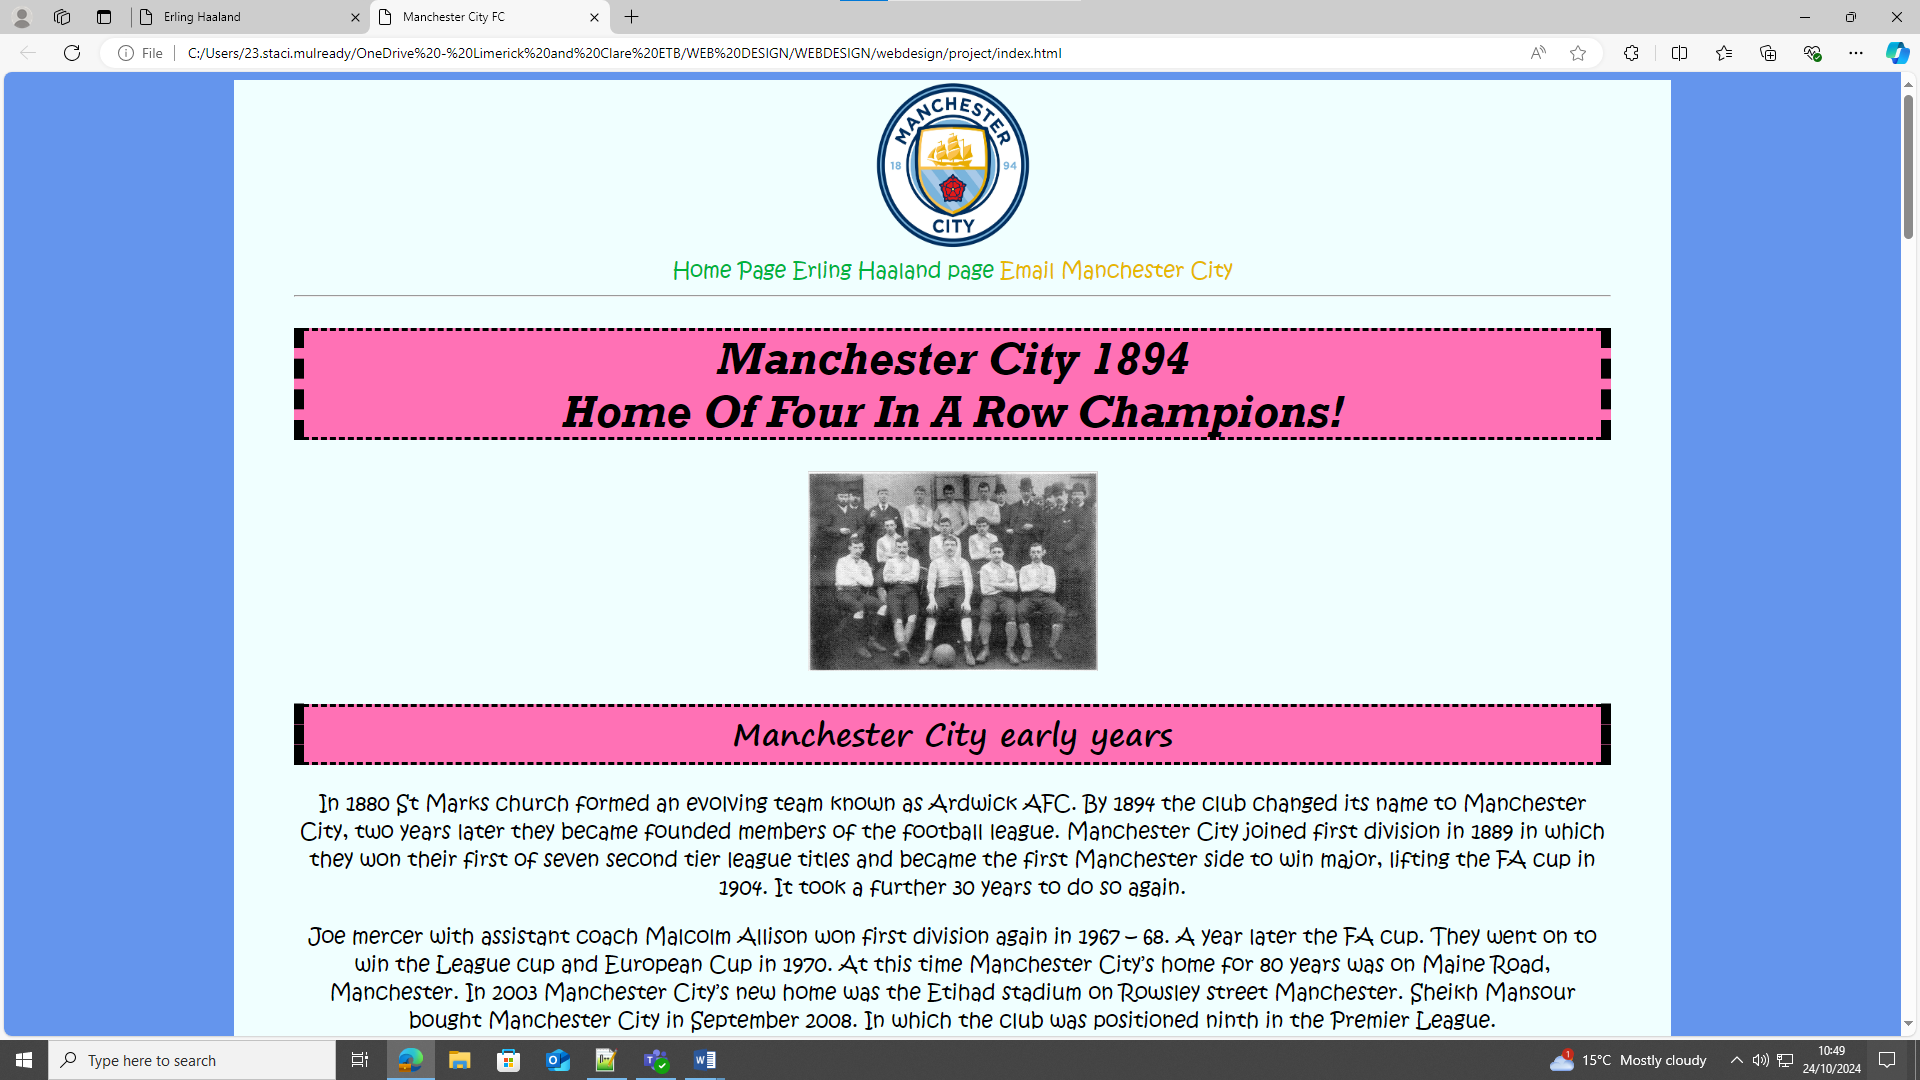 Erling Haaland
Manchester City FC
File
C:/Users/23.staci.mulready/OneDrive%20-%20Limerick%20and%20Clare%20ETB/WEB%20DESIGN/WEBDESIGN/webdesign/project/index.html
MANCHESTER
18 94
CITY
Home Page Erling Haaland page Email Manchester City
Manchester City 1894
Home Of Four In A Row Champions!
Manchester City early years
In 1880 St Marks church formed an evolving team known as Ardwick AFC. By 1894 the club changed its name to Manchester
City, two years later they became founded members of the football league. Manchester City joined first division in 1889 in which
they won their first of seven second tier league titles and became the first Manchester side to win major, lifting the FA cup in
1904. It took a further 30 years to do so again.
Joe mercer with assistant coach Malcolm Allison won first division again in 1967 – 68. A year later the FA cup. They went on to
win the League cup and European Cup in 1970. At this time Manchester City’s home for 80 years was on Maine Road,
Manchester. In 2003 Manchester City’s new home was the Etihad stadium on Rowsley street Manchester. Sheikh Mansour
bought Manchester City in September 2008. In which the club was positioned ninth in the Premier League.
Type here to search
1
15°C Mostly cloudy
10:49
24/10/2024